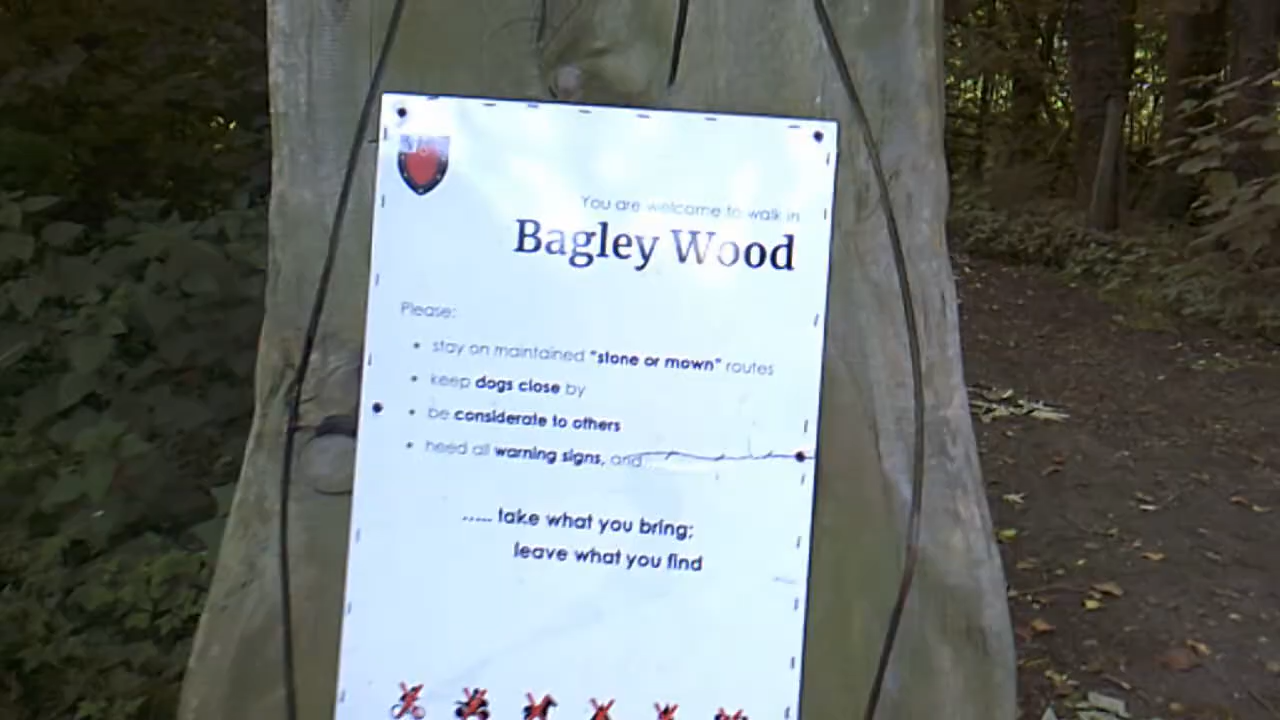 You are welcome to walk in
Bagley Wood
Please:
• stay on maintained "stone or mown" routes
• keep dogs close by
• be considerate to others
• heed all warning signs, and
..... take what you bring;
leave what you find